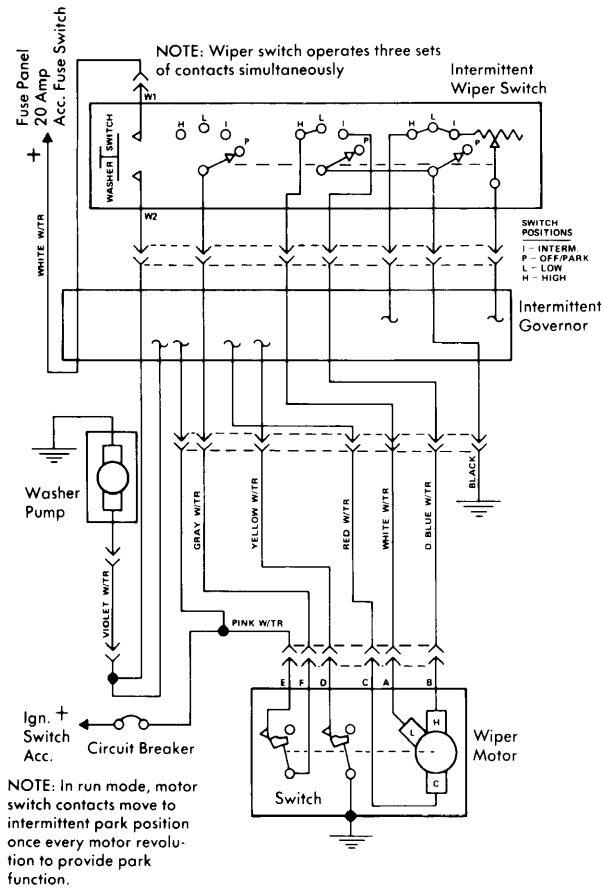 NOTE: Wiper switch operates three sets
of contacts simultaneously
Fuse Panel
20 Amp
Acc. Fuse Switch
+
Intermittent
Wiper Switch
W1
WASHER SWITCH
H L I P
H L I P
H L I P
W2
SWITCH
POSITIONS
I - INTERM.
P - OFF/PARK
L - LOW
H - HIGH
WHITE W/TR
Intermittent
Governor
Washer
Pump
GRAY W/TR
YELLOW W/TR
RED W/TR
WHITE W/TR
D. BLUE W/TR
BLACK
VIOLET W/TR
PINK W/TR
E F D C A B
Ign. +
Switch
Acc.
Circuit Breaker
H
L
C
Wiper
Motor
Switch
NOTE: In run mode, motor
switch contacts move to
intermittent park position
once every motor revolu-
tion to provide park
function.